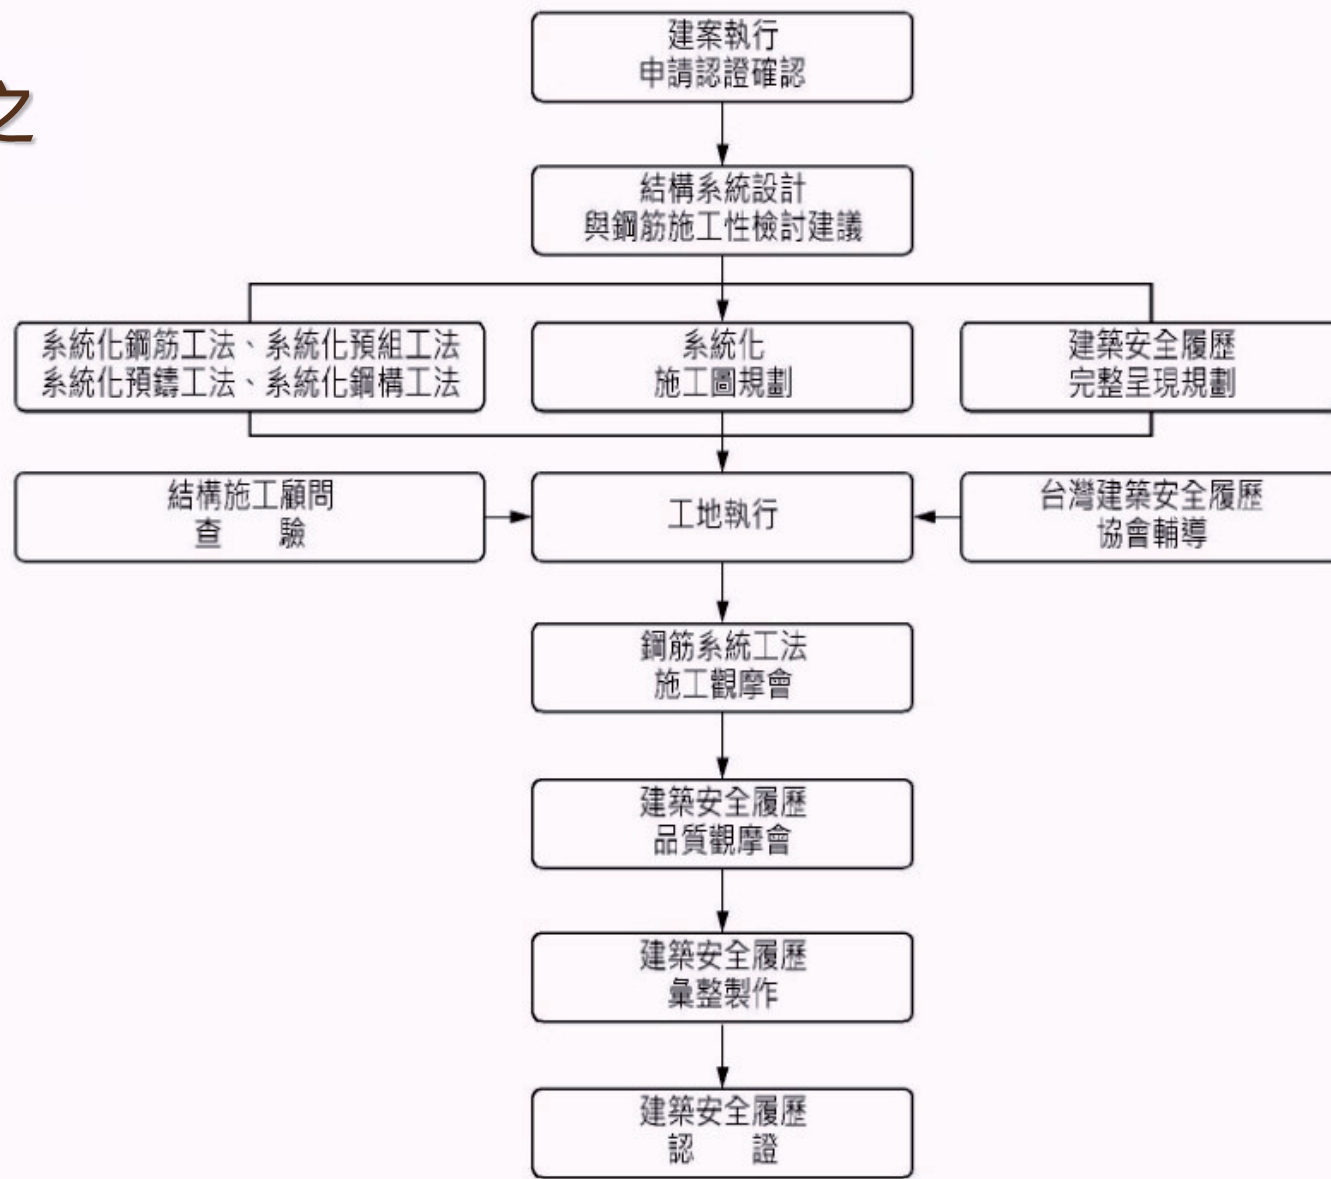 之
建案執行
申請認證確認
結構系統設計
與鋼筋施工性檢討建議
系統化鋼筋工法、系統化預組工法
系統化預鑄工法、系統化鋼構工法
系統化
施工圖規劃
建築安全履歷
完整呈現規劃
結構施工顧問
查　　驗
工地執行
台灣建築安全履歷
協會輔導
鋼筋系統工法
施工觀摩會
建築安全履歷
品質觀摩會
建築安全履歷
彙整製作
建築安全履歷
認　　證